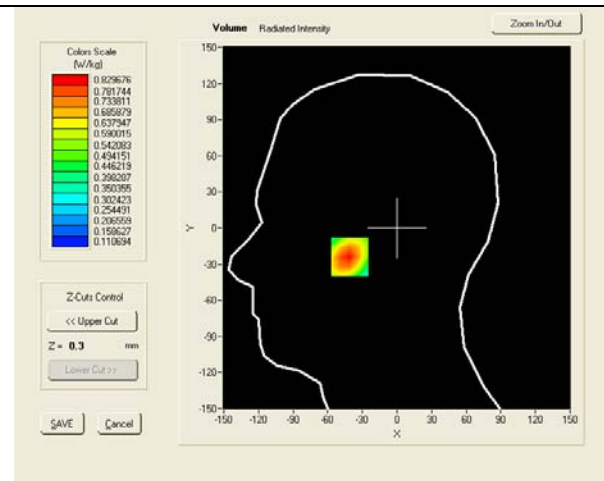 Volume Radiated Intensity
Zoom In/Out
Colors Scale
(W/kg)
0.829676
0.781744
0.733811
0.685879
0.637947
0.590015
0.542083
0.494151
0.446219
0.398287
0.350355
0.302423
0.254491
0.206559
0.158627
0.110694
Z-Cuts Control
<< Upper Cut
Z = 0.3 mm
Lower Cut >>
SAVE Cancel
150
120
90
60
30
0
-30
-60
-90
-120
-150
Y
-150 -120 -90 -60 -30 0 30 60 90 120 150
X